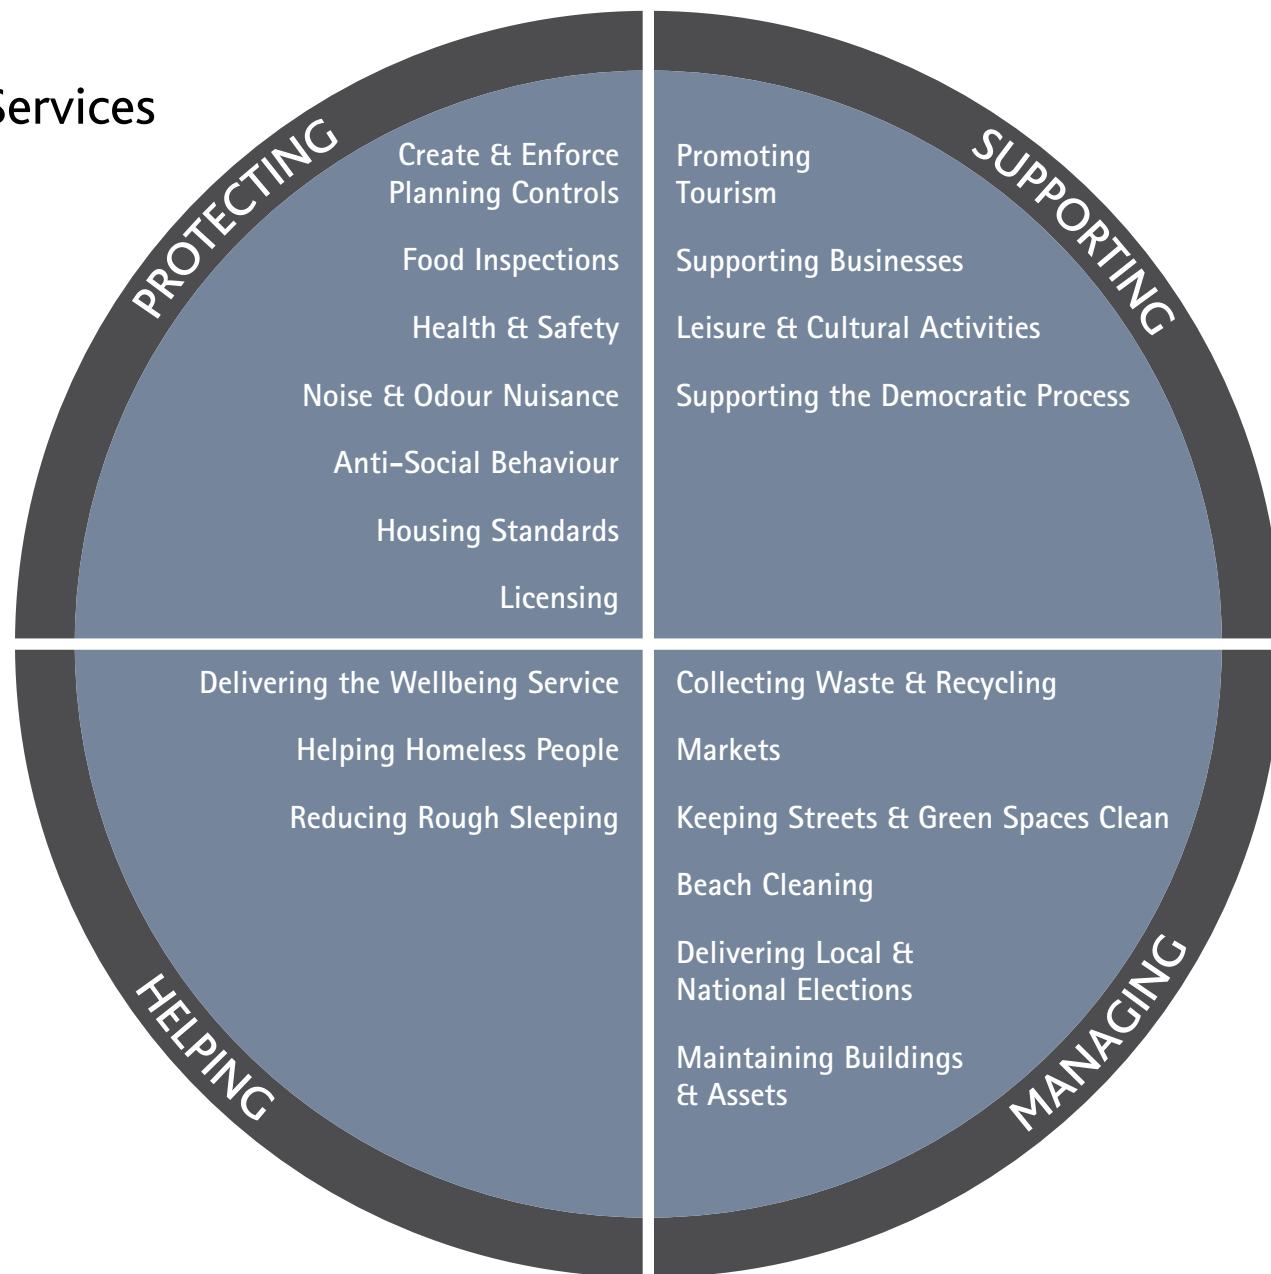 Services
PROTECTING
Create & Enforce
Planning Controls
Food Inspections
Health & Safety
Noise & Odour Nuisance
Anti-Social Behaviour
Housing Standards
Licensing
SUPPORTING
Promoting
Tourism
Supporting Businesses
Leisure & Cultural Activities
Supporting the Democratic Process
HELPING
Delivering the Wellbeing Service
Helping Homeless People
Reducing Rough Sleeping
MANAGING
Collecting Waste & Recycling
Markets
Keeping Streets & Green Spaces Clean
Beach Cleaning
Delivering Local &
National Elections
Maintaining Buildings
& Assets